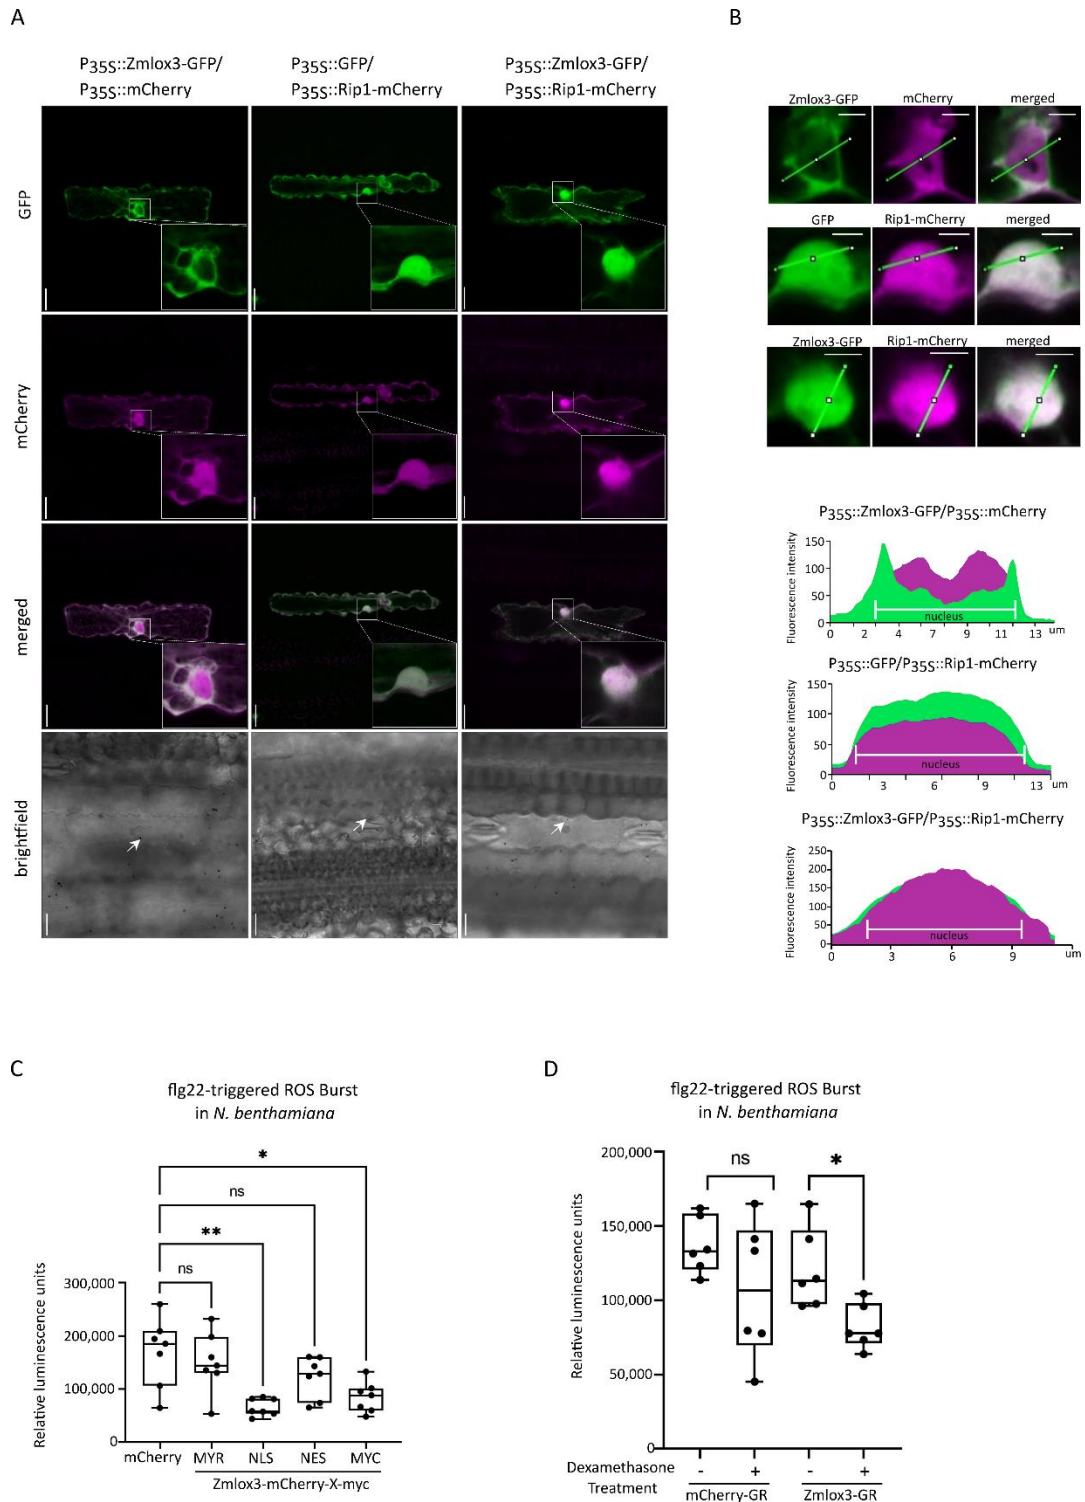 A
B
P35S::Zmlox3-GFP/
P35S::mCherry
P35S::GFP/
P35S::Rip1-mCherry
P35S::Zmlox3-GFP/
P35S::Rip1-mCherry
GFP
mCherry
merged
brightfield
Zmlox3-GFP mCherry merged
GFP Rip1-mCherry merged
Zmlox3-GFP Rip1-mCherry merged
P35S::Zmlox3-GFP/P35S::mCherry
Fluorescence intensity
150
100
50
0
nucleus
0 2 4 7 9 11 13 um
P35S::GFP/P35S::Rip1-mCherry
Fluorescence intensity
150
100
50
0
nucleus
0 3 6 9 13 um
P35S::Zmlox3-GFP/P35S::Rip1-mCherry
Fluorescence intensity
250
200
150
100
50
0
nucleus
0 3 6 9 um
C
flg22-triggered ROS Burst
in N. benthamiana
*
ns
**
ns
Relative luminescence units
300,000
200,000
100,000
0
mCherry MYR NLS NES MYC
Zmlox3-mCherry-X-myc
D
flg22-triggered ROS Burst
in N. benthamiana
ns *
Relative luminescence units
200,000
150,000
100,000
50,000
0
Dexamethasone
Treatment
- + - +
mCherry-GR Zmlox3-GR